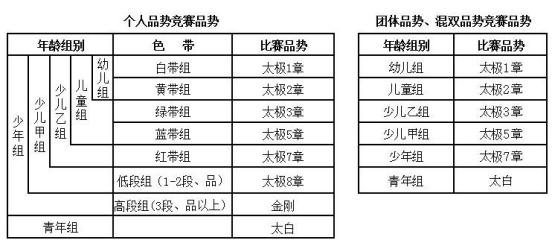 个人品势竞赛品势
年龄组别 色 带 比赛品势
少年组 少儿甲组 少儿乙组 儿童组 幼儿组 白带组 太极1章
黄带组 太极2章
绿带组 太极3章
蓝带组 太极5章
红带组 太极7章
低段组（1-2段、品） 太极8章
高段组(3段、品以上) 金刚
青年组 太白
团体品势、混双品势竞赛品势
年龄组别 比赛品势
幼儿组 太极1章
儿童组 太极2章
少儿乙组 太极3章
少儿甲组 太极5章
少年组 太极7章
青年组 太白